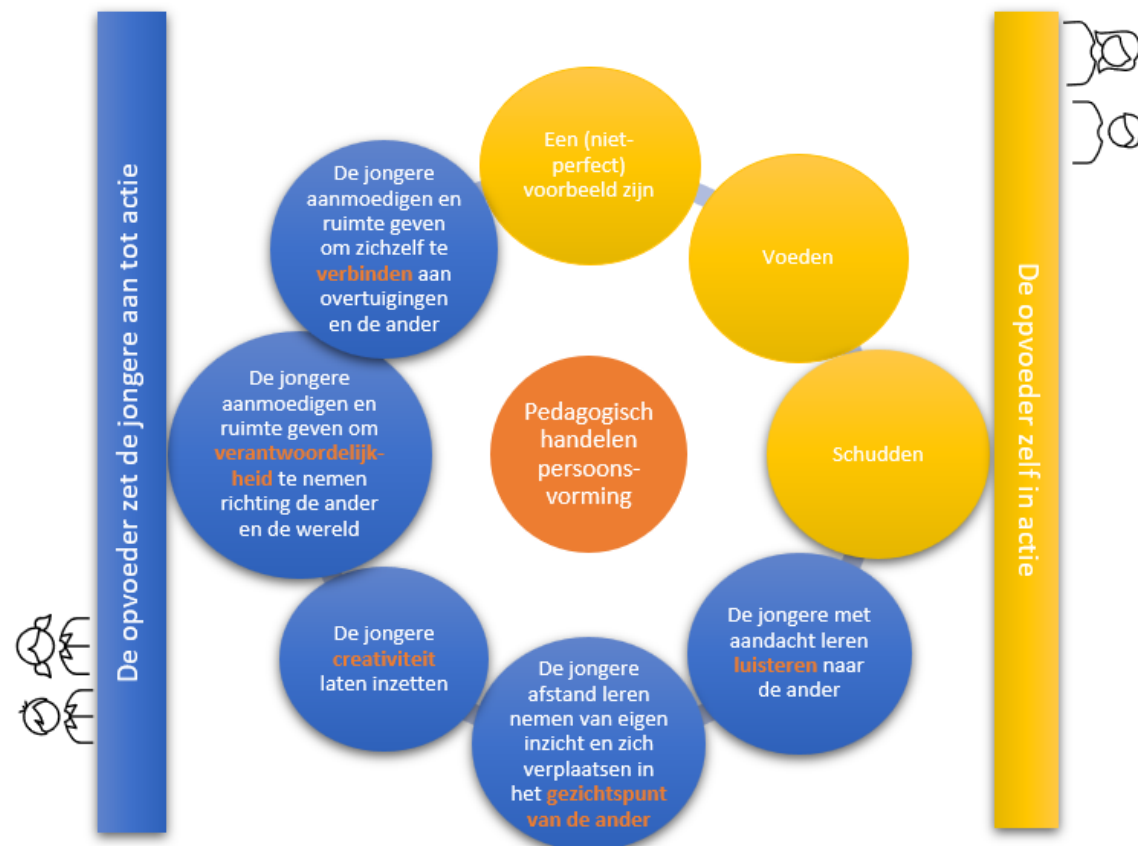 De opvoeder zet de jongere aan tot actie
Een (niet-
perfect)
voorbeeld zijn
Voeden
Schudden
De jongere met
aandacht leren
luisteren naar
de ander
De jongere
afstand leren
nemen van eigen
inzicht en zich
verplaatsen in
het gezichtspunt
van de ander
De jongere
creativiteit
laten inzetten
De jongere
aanmoedigen en
ruimte geven om
verantwoordelijk-
heid te nemen
richting de ander
en de wereld
De jongere
aanmoedigen en
ruimte geven
om zichzelf te
verbinden aan
overtuigingen
en de ander
Pedagogisch
handelen
persoons-
vorming
De opvoeder zelf in actie